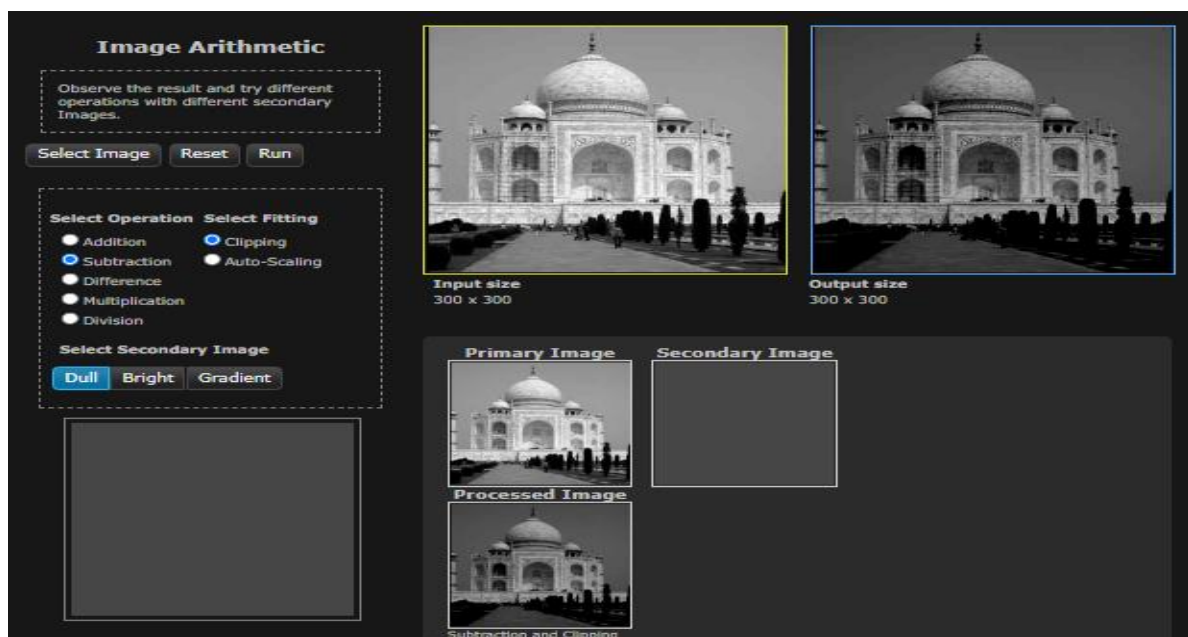 Image Arithmetic
Observe the result and try different
operations with different secondary
Images.
Select Image Reset Run
Select Operation Select Fitting
Addition Clipping
Subtraction Auto-Scaling
Difference
Multiplication
Division
Select Secondary Image
Dull Bright Gradient
Input size
300 x 300
Output size
300 x 300
Primary Image Secondary Image
Processed Image
Subtraction and Clipping